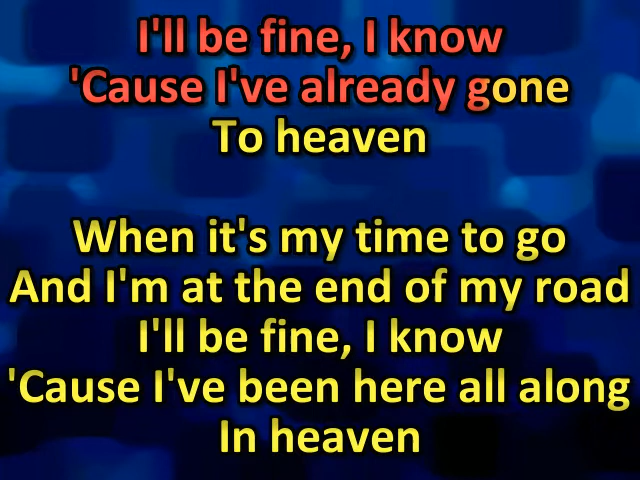 I'll be fine, I know
'Cause I've already gone
To heaven
When it's my time to go
And I'm at the end of my road
I'll be fine, I know
'Cause I've been here all along
In heaven